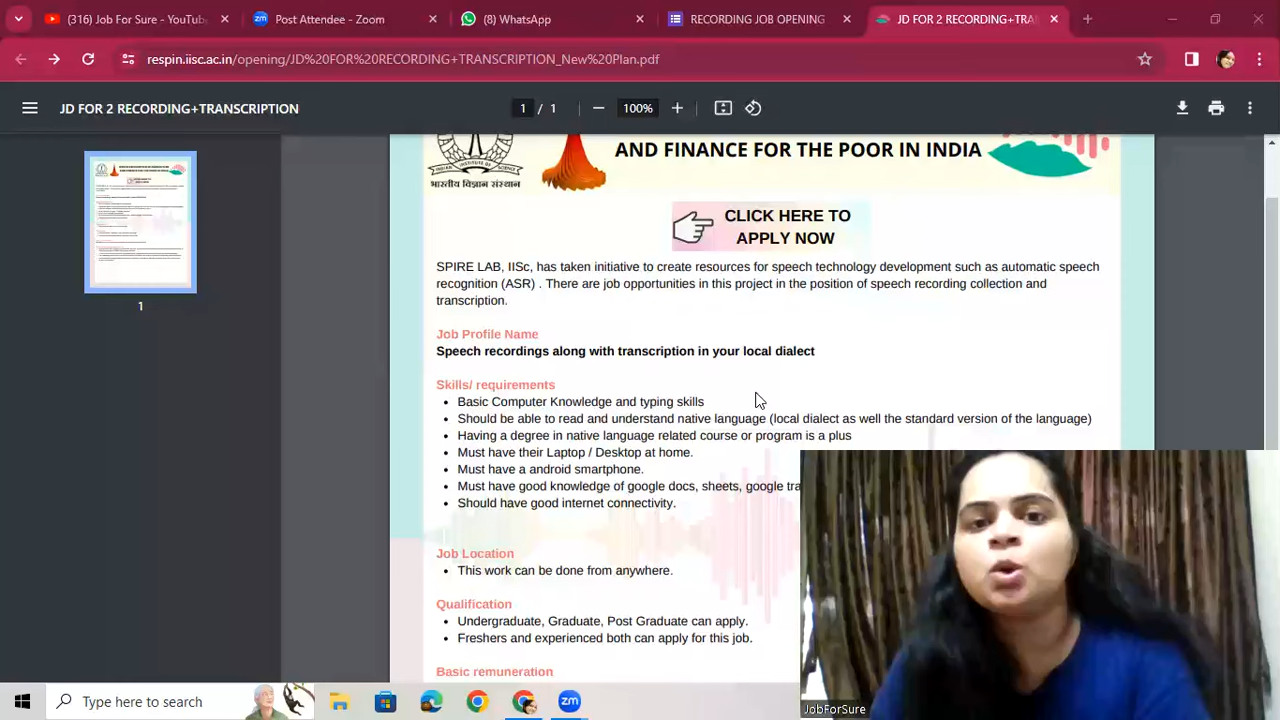 (316) Job For Sure - YouTub
Post Attendee - Zoom
(8) WhatsApp
RECORDING JOB OPENING
JD FOR 2 RECORDING+TRA
respin.iisc.ac.in/opening/JD%20FOR%20RECORDING+TRANSCRIPTION_New%20Plan.pdf
JD FOR 2 RECORDING+TRANSCRIPTION
1 / 1
100%
भारतीय विज्ञान संस्थान
AND FINANCE FOR THE POOR IN INDIA
CLICK HERE TO
APPLY NOW
SPIRE LAB, IISc, has taken initiative to create resources for speech technology development such as automatic speech
recognition (ASR) . There are job opportunities in this project in the position of speech recording collection and
transcription.
Job Profile Name
Speech recordings along with transcription in your local dialect
Skills/ requirements
• Basic Computer Knowledge and typing skills
• Should be able to read and understand native language (local dialect as well the standard version of the language)
• Having a degree in native language related course or program is a plus
• Must have their Laptop / Desktop at home.
• Must have a android smartphone.
• Must have good knowledge of google docs, sheets, google tra
• Should have good internet connectivity.
Job Location
• This work can be done from anywhere.
Qualification
• Undergraduate, Graduate, Post Graduate can apply.
• Freshers and experienced both can apply for this job.
Basic remuneration
1
Type here to search
JobForSure